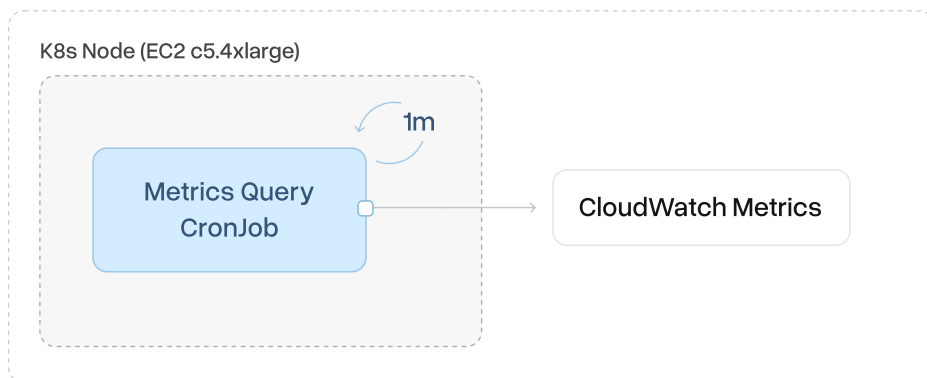 K8s Node (EC2 c5.4xlarge)
1m
Metrics Query
CronJob
CloudWatch Metrics